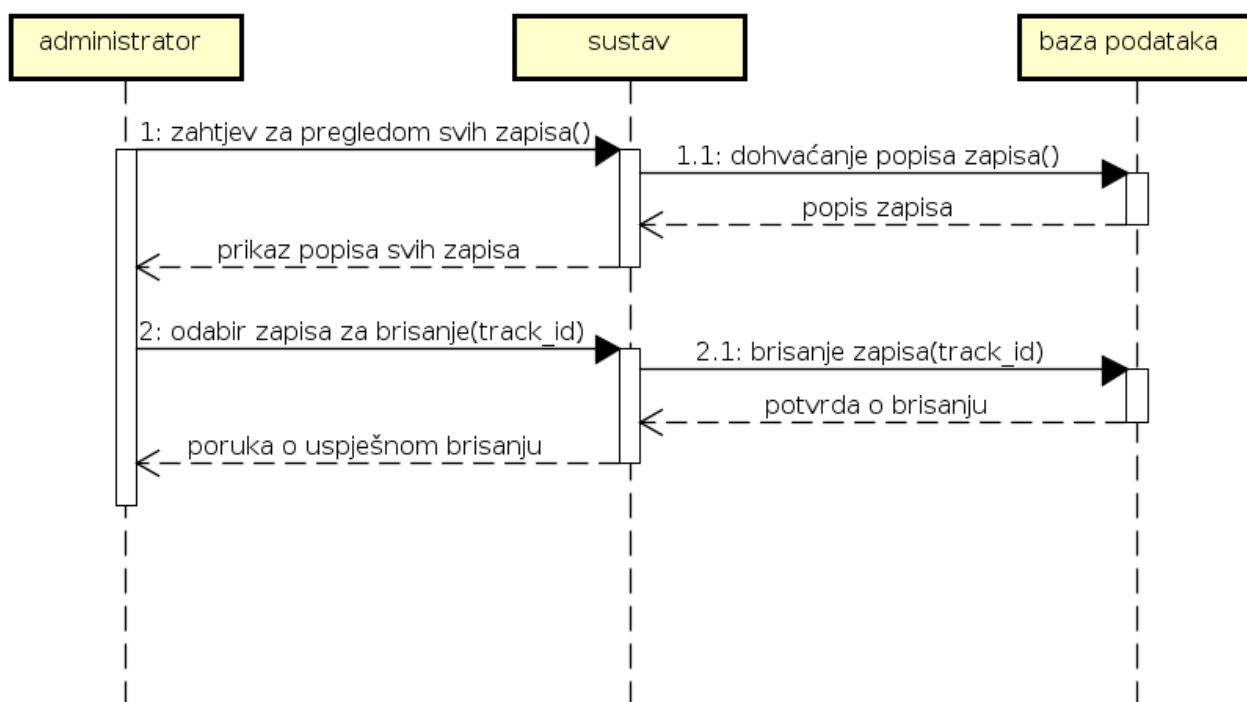 administrator
sustav
baza podataka
1: zahtjev za pregledom svih zapisa()
1.1: dohvaćanje popisa zapisa()
popis zapisa
prikaz popisa svih zapisa
2: odabir zapisa za brisanje(track_id)
2.1: brisanje zapisa(track_id)
potvrda o brisanju
poruka o uspješnom brisanju